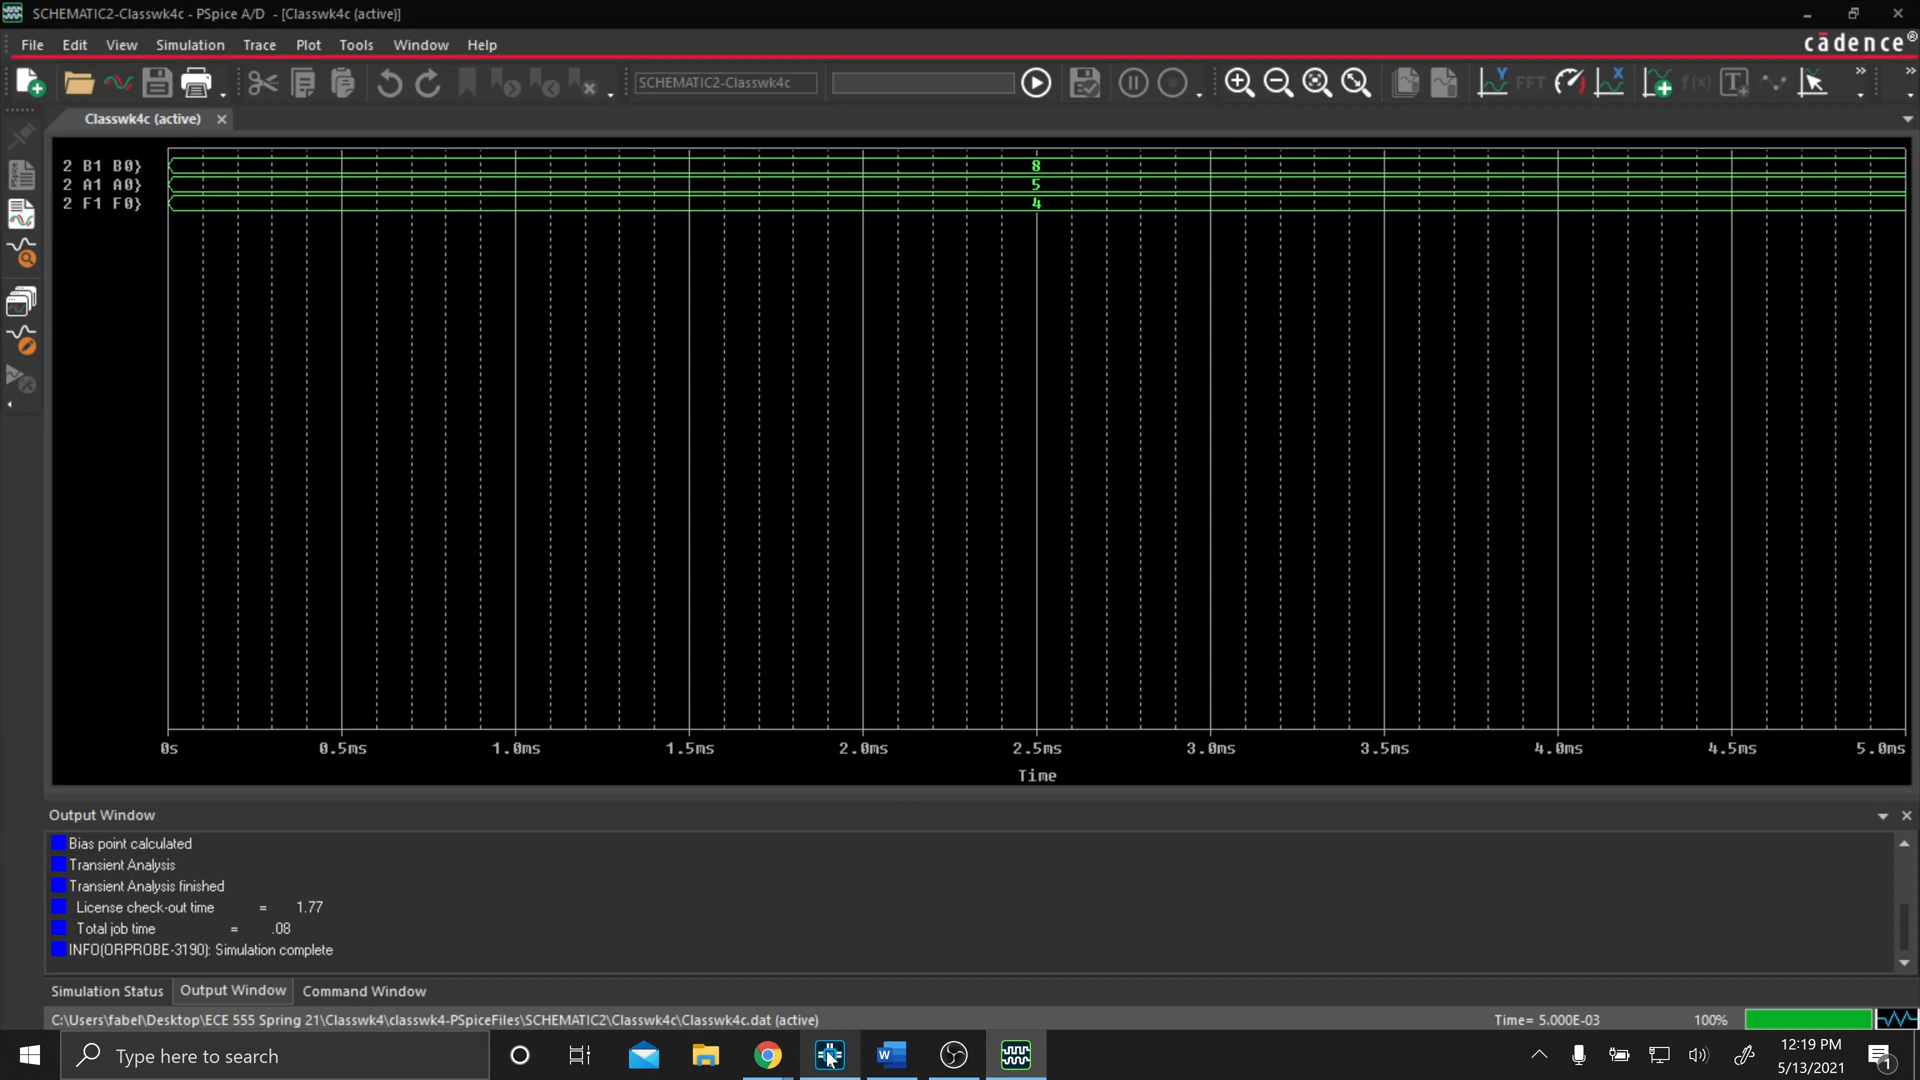 SCHEMATIC2-Classwk4c - PSpice A/D - [Classwk4c (active)]
File Edit View Simulation Trace Plot Tools Window Help
cādence®
SCHEMATIC2-Classwk4c
FFT
f(x)
Classwk4c (active)
2 B1 B0} 8
2 A1 A0} 5
2 F1 F0} 4
0s 0.5ms 1.0ms 1.5ms 2.0ms 2.5ms 3.0ms 3.5ms 4.0ms 4.5ms 5.0ms
Time
Output Window
Bias point calculated
Transient Analysis
Transient Analysis finished
License check-out time = 1.77
Total job time = .08
INFO(ORPROBE-3190): Simulation complete
Simulation Status Output Window Command Window
C:\Users\fabel\Desktop\ECE 555 Spring 21\Classwk4\classwk4-PSpiceFiles\SCHEMATIC2\Classwk4c\Classwk4c.dat (active) Time= 5.000E-03 100%
Type here to search
12:19 PM
5/13/2021
1